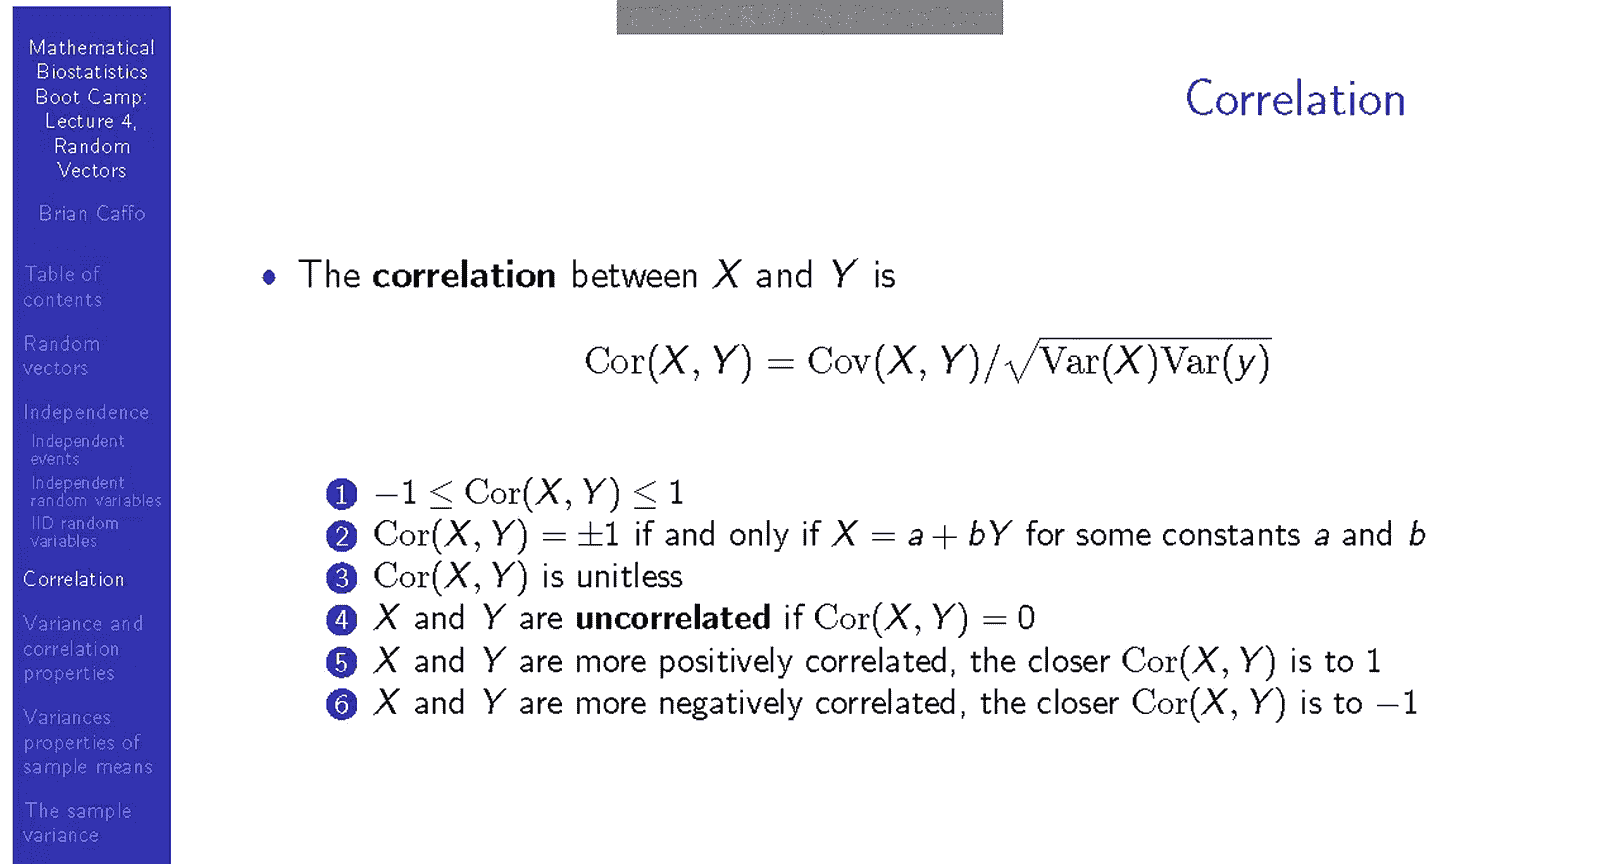 Mathematical
Biostatistics
Boot Camp:
Lecture 4,
Random
Vectors
Brian Caffo
Table of
contents
Random
vectors
Independence
Independent
events
Independent
random variables
IID random
variables
Correlation
Variance and
correlation
properties
Variances
properties of
sample means
The sample
variance
Correlation
• The correlation between X and Y is
Cor(X, Y) = Cov(X, Y)/√Var(X)Var(y)
1 −1 ≤ Cor(X, Y) ≤ 1
2 Cor(X, Y) = ±1 if and only if X = a + bY for some constants a and b
3 Cor(X, Y) is unitless
4 X and Y are uncorrelated if Cor(X, Y) = 0
5 X and Y are more positively correlated, the closer Cor(X, Y) is to 1
6 X and Y are more negatively correlated, the closer Cor(X, Y) is to −1